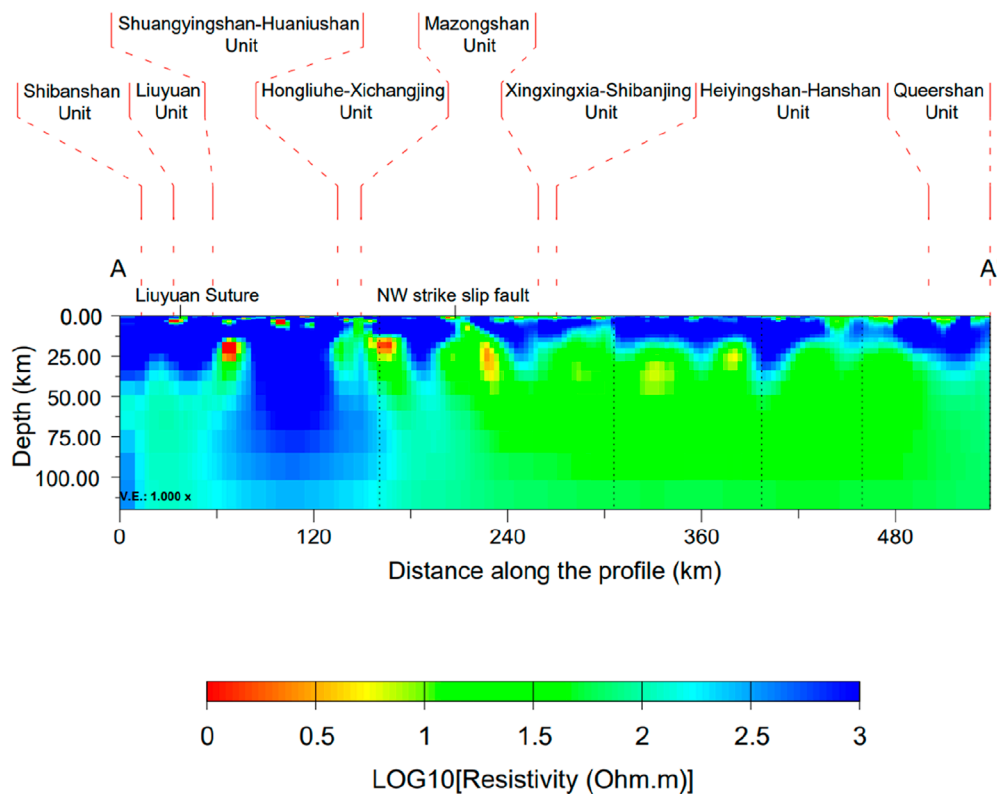 Shuangyingshan-Huaniushan
Unit
Mazongshan
Unit
Shibanshan
Unit
Liuyuan
Unit
Hongliuhe-Xichangjing
Unit
Xingxingxia-Shibanjing
Unit
Heiyingshan-Hanshan
Unit
Queershan
Unit
A
A
Liuyuan Suture
NW strike slip fault
0.00
25.00
50.00
75.00
100.00
Depth (km)
V.E.: 1.000 x
0
120
240
360
480
Distance along the profile (km)
0
0.5
1
1.5
2
2.5
3
LOG10[Resistivity (Ohm.m)]